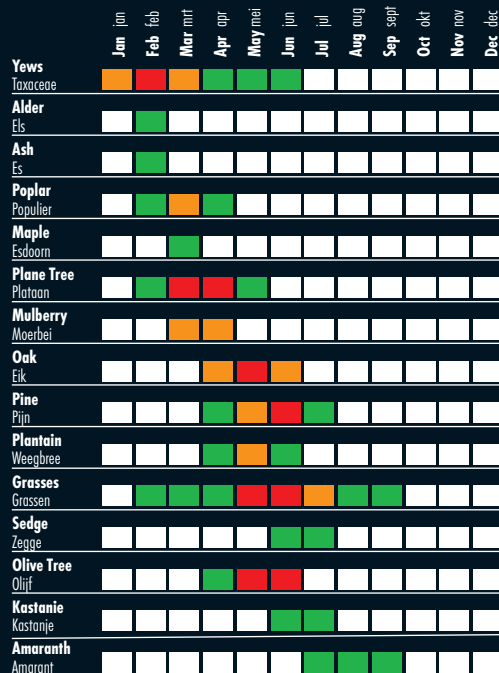 Jan jan
Feb feb
Mar mrt
Apr apr
May mei
Jun jun
Jul jul
Aug aug
Sep sept
Oct okt
Nov nov
Dec dec
Yews
Taxaceae
Alder
Els
Ash
Es
Poplar
Populier
Maple
Esdoorn
Plane Tree
Plataan
Mulberry
Moerbei
Oak
Eik
Pine
Pijn
Plantain
Weegbree
Grasses
Grassen
Sedge
Zegge
Olive Tree
Olijf
Kastanie
Kastanje
Amaranth
Amarant